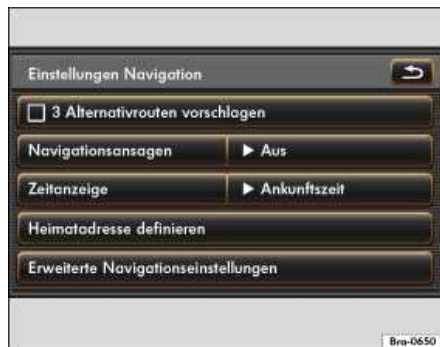 Einstellungen Navigation
3 Alternativrouten vorschlagen
Navigationsansagen ▶ Aus
Zeitanzeige ▶ Ankunftszeit
Heimatadresse definieren
Erweiterte Navigationseinstellungen
Bra-0650